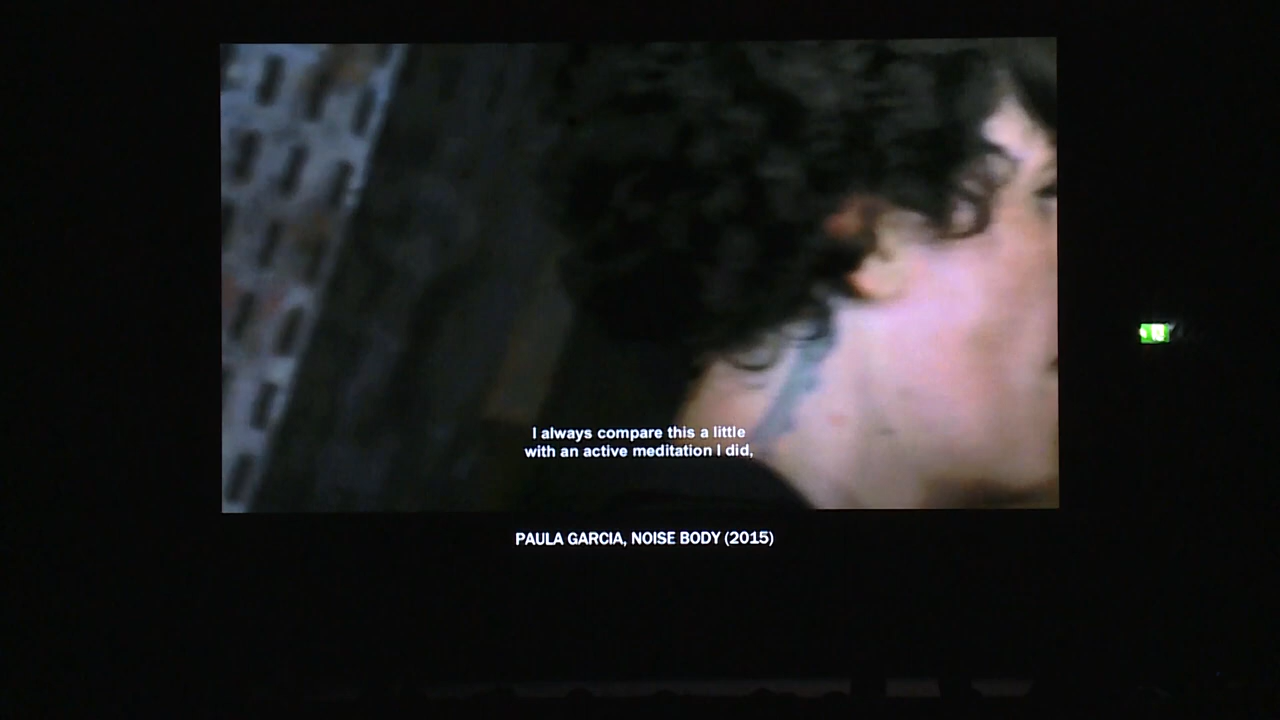 I always compare this a little
with an active meditation I did,
PAULA GARCIA, NOISE BODY (2015)